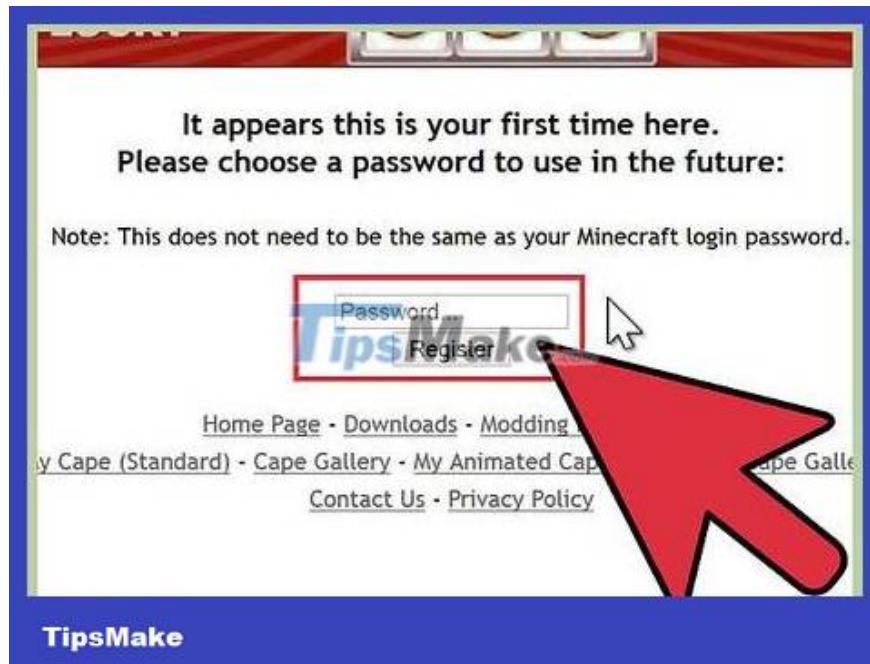 It appears this is your first time here.
Please choose a password to use in the future:
Note: This does not need to be the same as your Minecraft login password.
Password
TipsMake
Register
Home Page - Downloads - Modding
y Cape (Standard) - Cape Gallery - My Animated Cap ape Galle
Contact Us - Privacy Policy
TipsMake